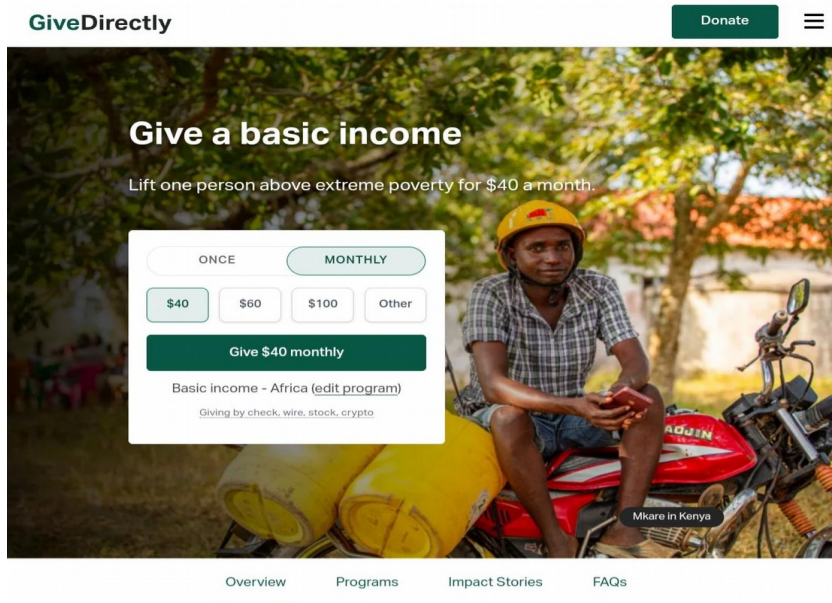 GiveDirectly
Donate
Give a basic income
Lift one person above extreme poverty for $40 a month.
ONCE MONTHLY
$40 $60 $100 Other
Give $40 monthly
Basic income - Africa (edit program)
Giving by check, wire, stock, crypto
AOJIN
Mkare in Kenya
Overview Programs Impact Stories FAQs